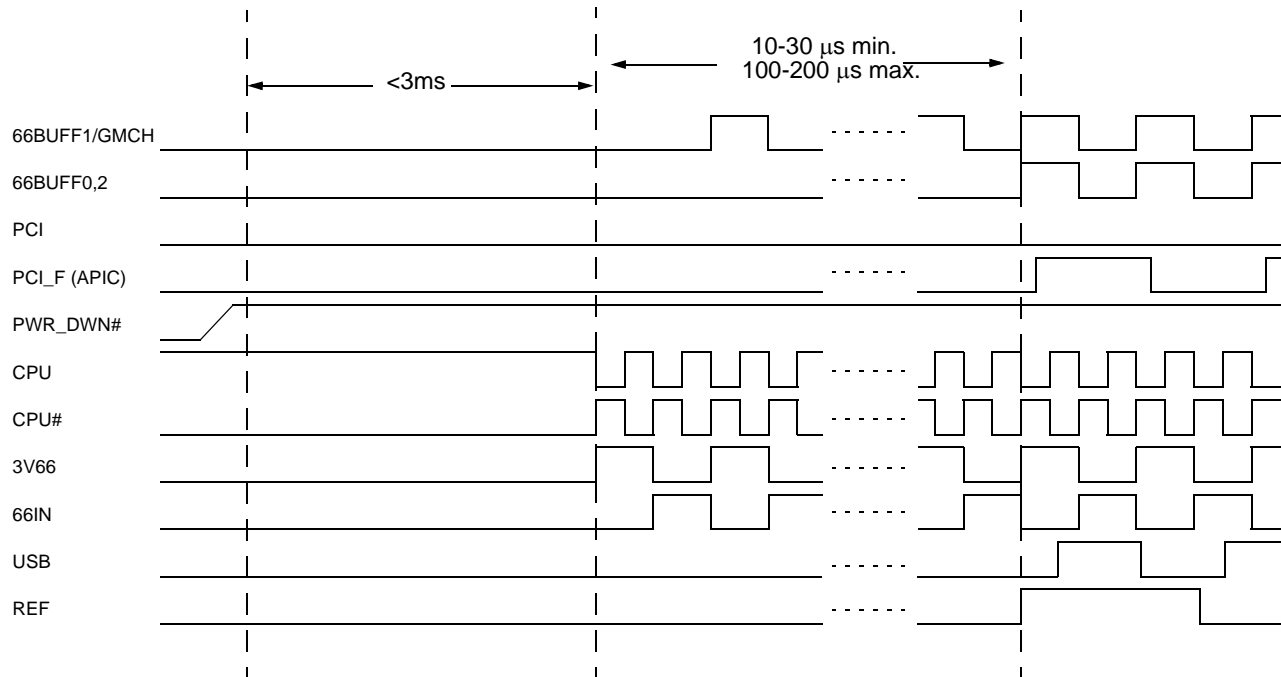 10-30 μs min.
100-200 μs max.
<3ms
66BUFF1/GMCH
66BUFF0,2
PCI
PCI_F (APIC)
PWR_DWN#
CPU
CPU#
3V66
66IN
USB
REF